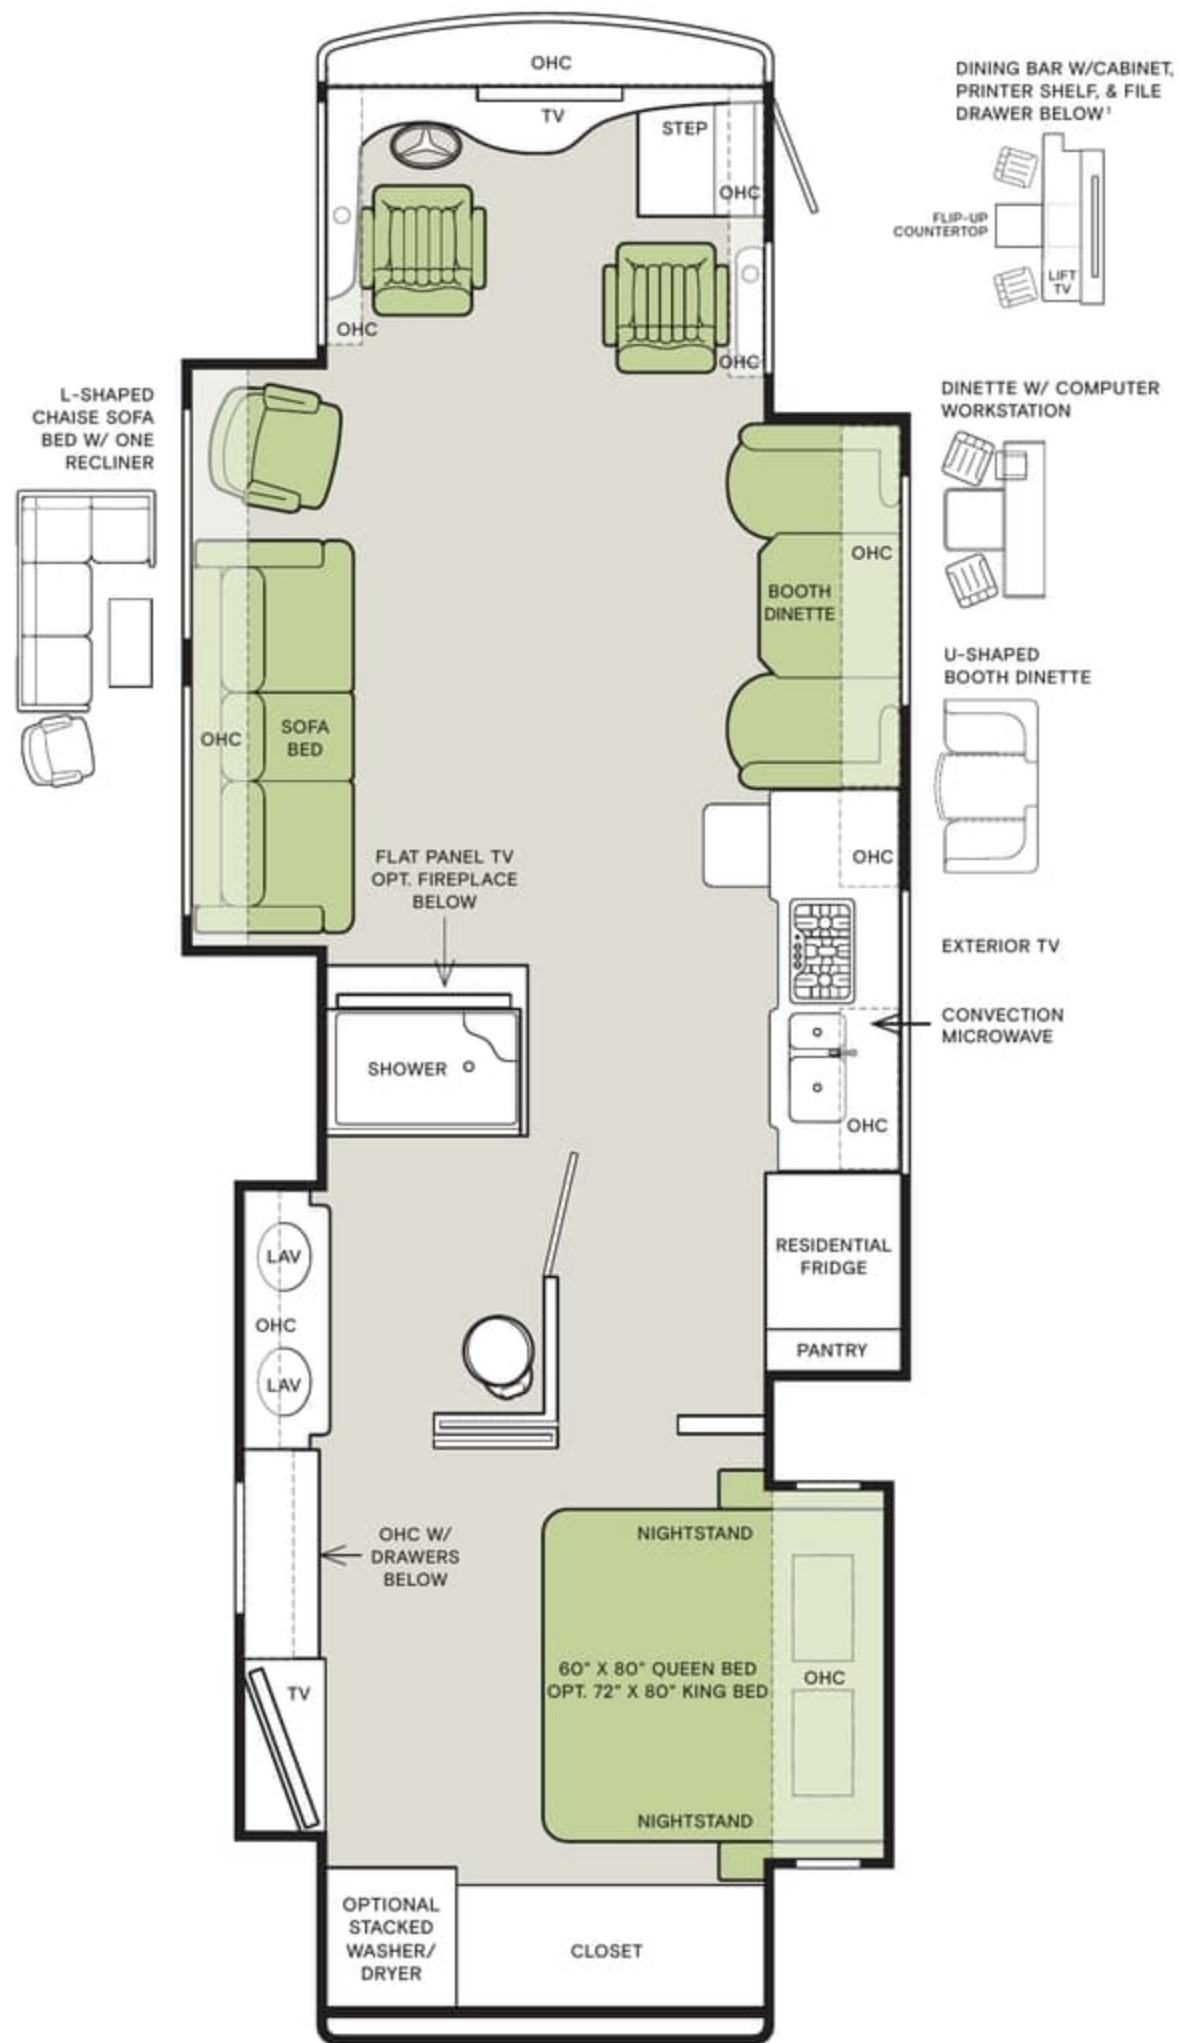 OHC
TV
STEP
OHC
OHC
OHC
DINING BAR W/CABINET,
PRINTER SHELF, & FILE
DRAWER BELOW¹
FLIP-UP
COUNTERTOP
LIFT
TV
L-SHAPED
CHAISE SOFA
BED W/ ONE
RECLINER
DINETTE W/ COMPUTER
WORKSTATION
OHC
BOOTH
DINETTE
U-SHAPED
BOOTH DINETTE
OHC
SOFA
BED
FLAT PANEL TV
OPT. FIREPLACE
BELOW
OHC
EXTERIOR TV
CONVECTION
MICROWAVE
SHOWER
OHC
LAV
OHC
LAV
RESIDENTIAL
FRIDGE
PANTRY
OHC W/
DRAWERS
BELOW
NIGHTSTAND
60" X 80" QUEEN BED
OPT. 72" X 80" KING BED
OHC
TV
NIGHTSTAND
OPTIONAL
STACKED
WASHER/
DRYER
CLOSET